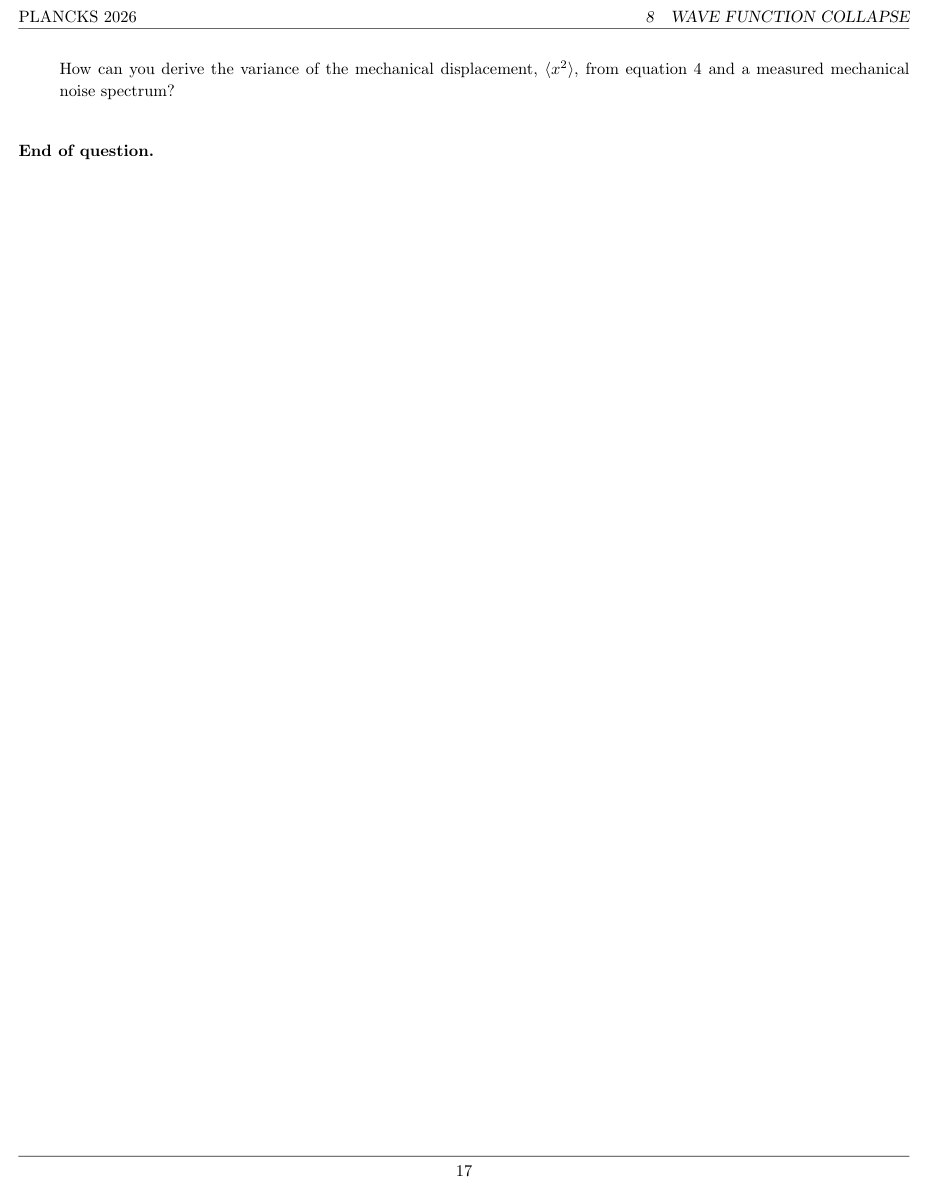 PLANCKS 2026
8 WAVE FUNCTION COLLAPSE
How can you derive the variance of the mechanical displacement, ⟨x²⟩, from equation 4 and a measured mechanical
noise spectrum?
End of question.
17